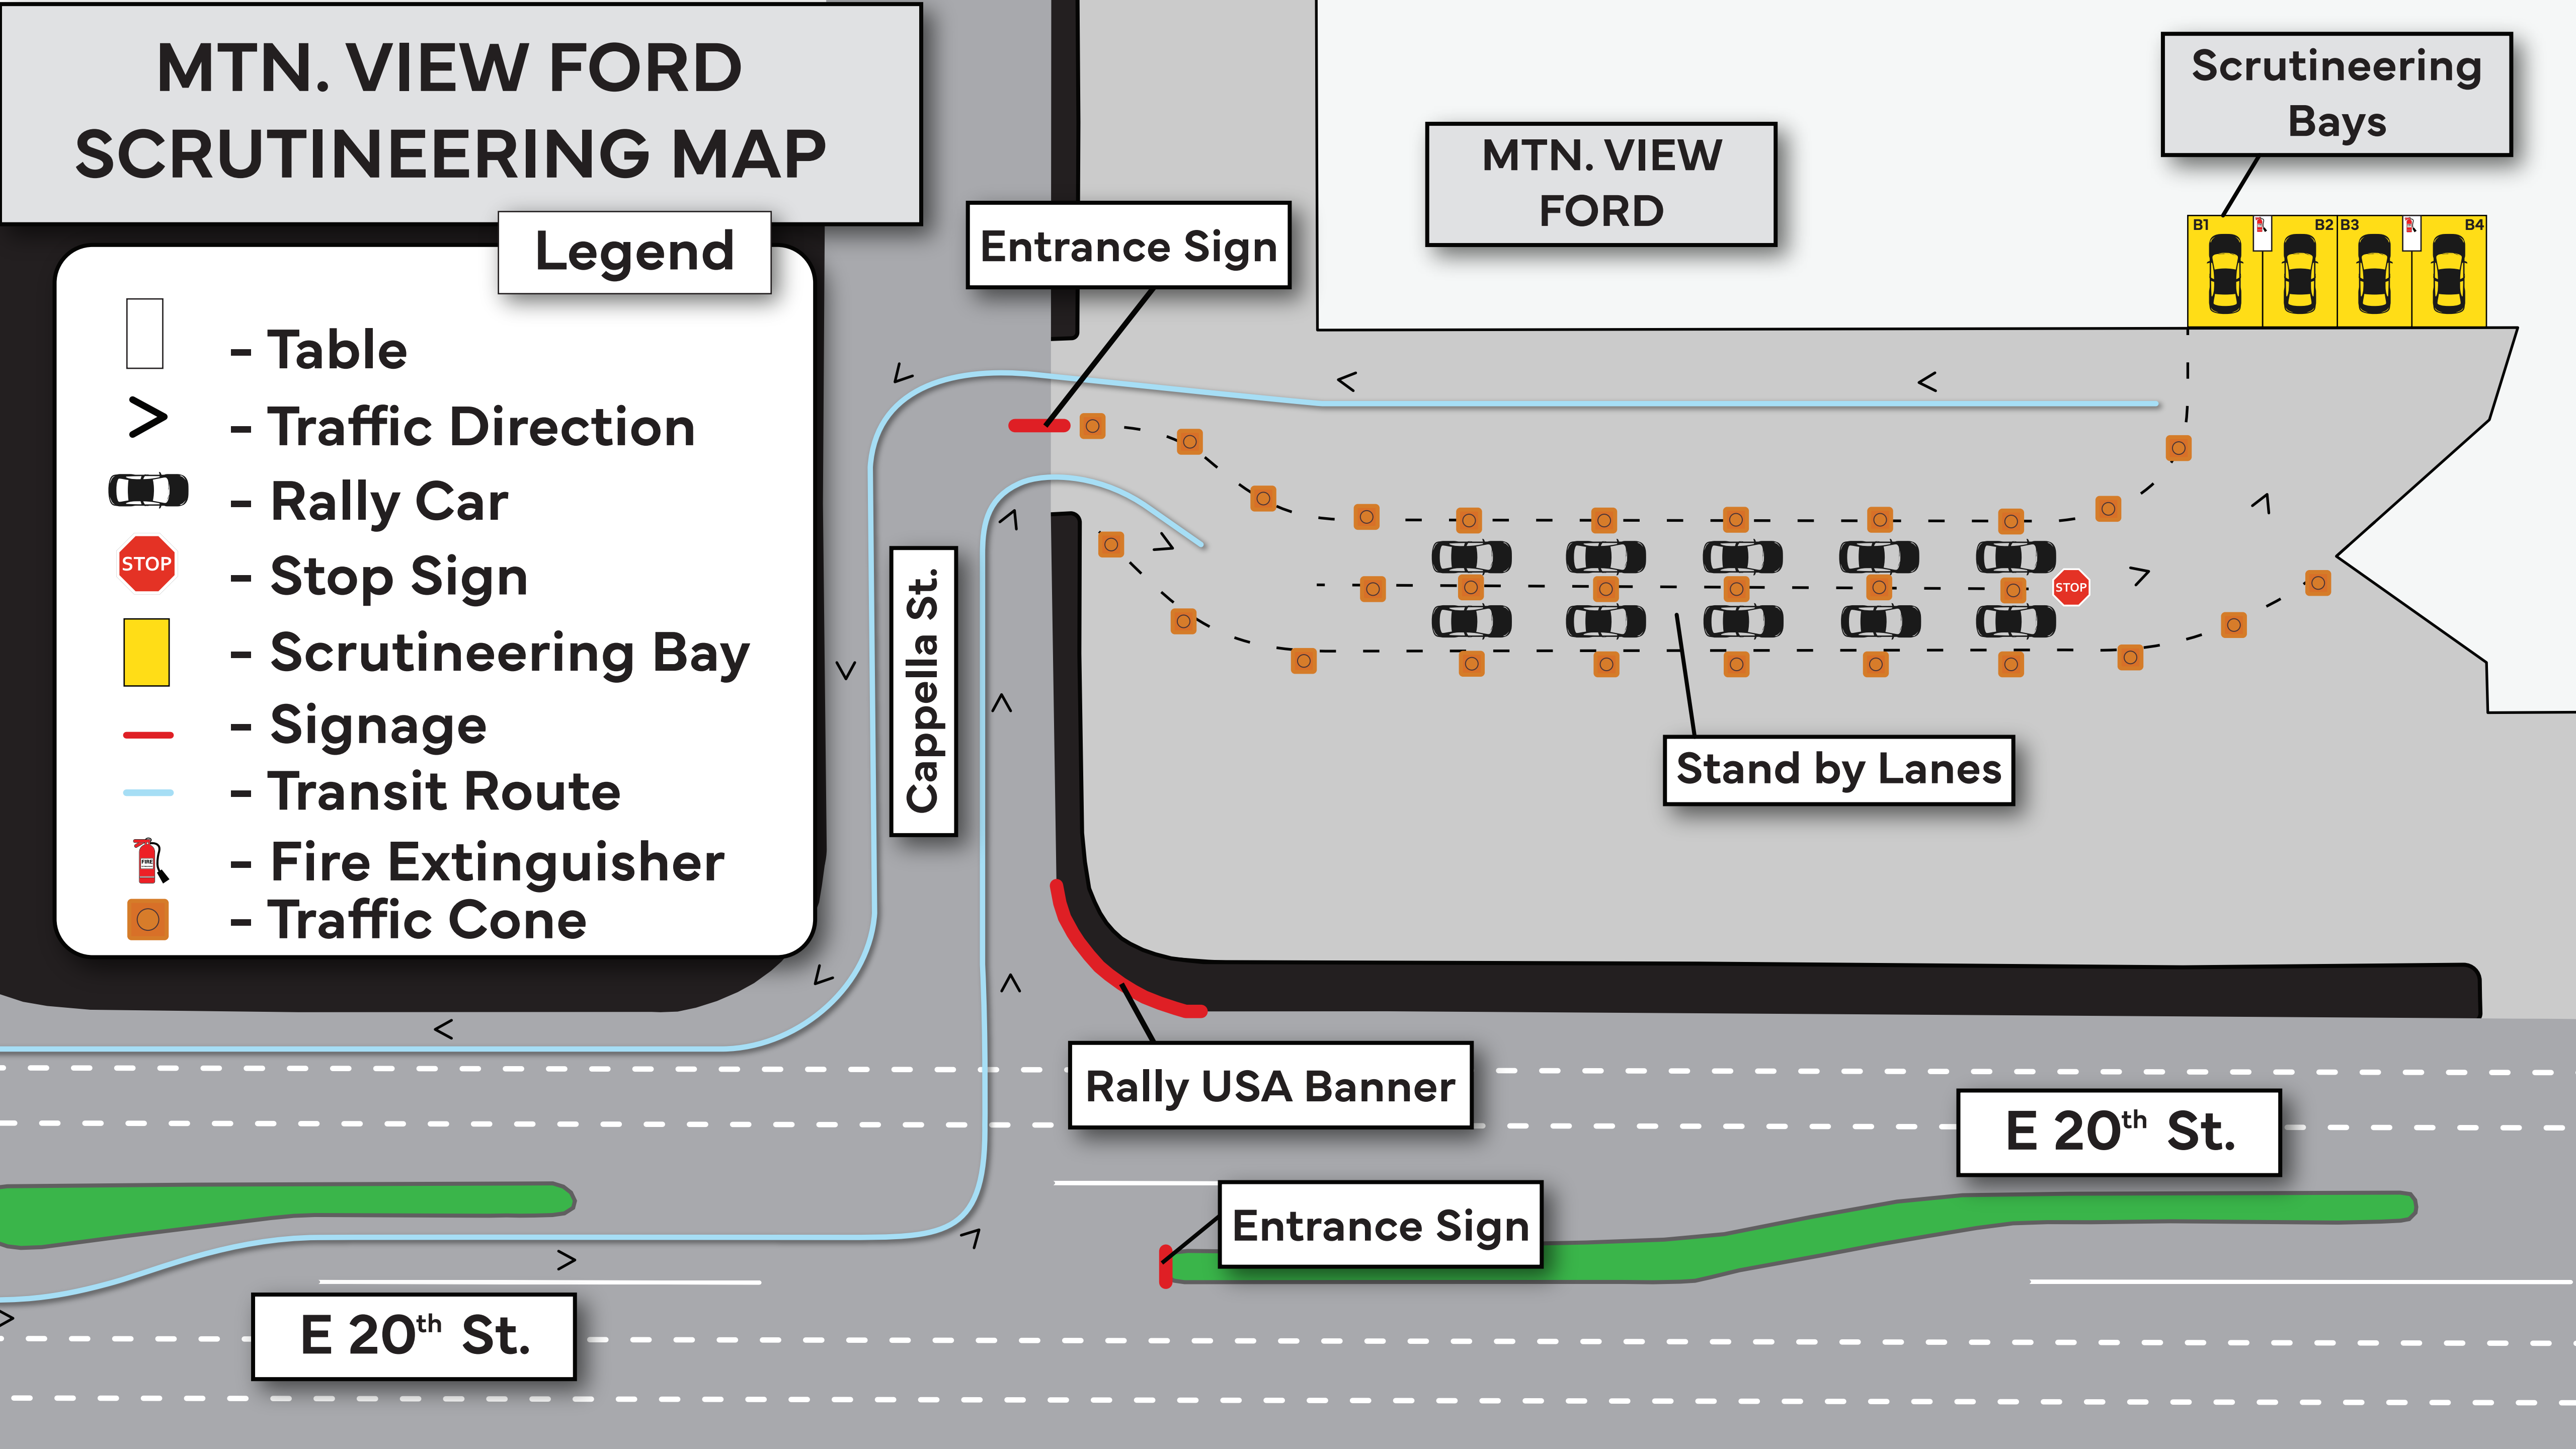 MTN. VIEW FORD
SCRUTINEERING MAP
Legend
- Table
- Traffic Direction
- Rally Car
STOP
- Stop Sign
- Scrutineering Bay
- Signage
- Transit Route
FIRE
- Fire Extinguisher
- Traffic Cone
Entrance Sign
MTN. VIEW
FORD
Scrutineering
Bays
B1
B2
B3
B4
Cappella St.
STOP
Stand by Lanes
Rally USA Banner
E 20th St.
Entrance Sign
E 20th St.